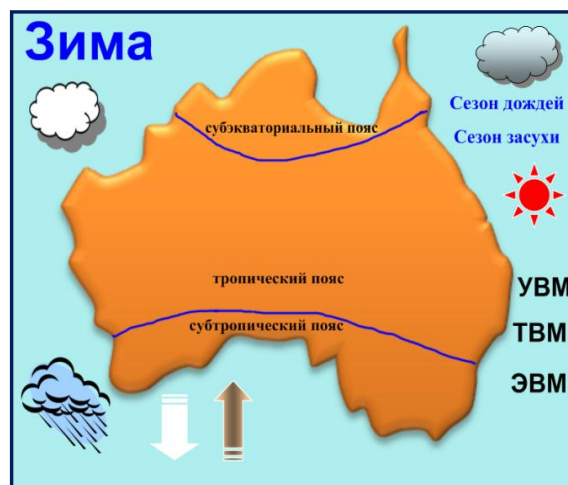 Зима
Сезон дождей
субэкваториальный пояс
Сезон засухи
тропический пояс
УВМ
субтропический пояс
ТВМ
ЭВМ